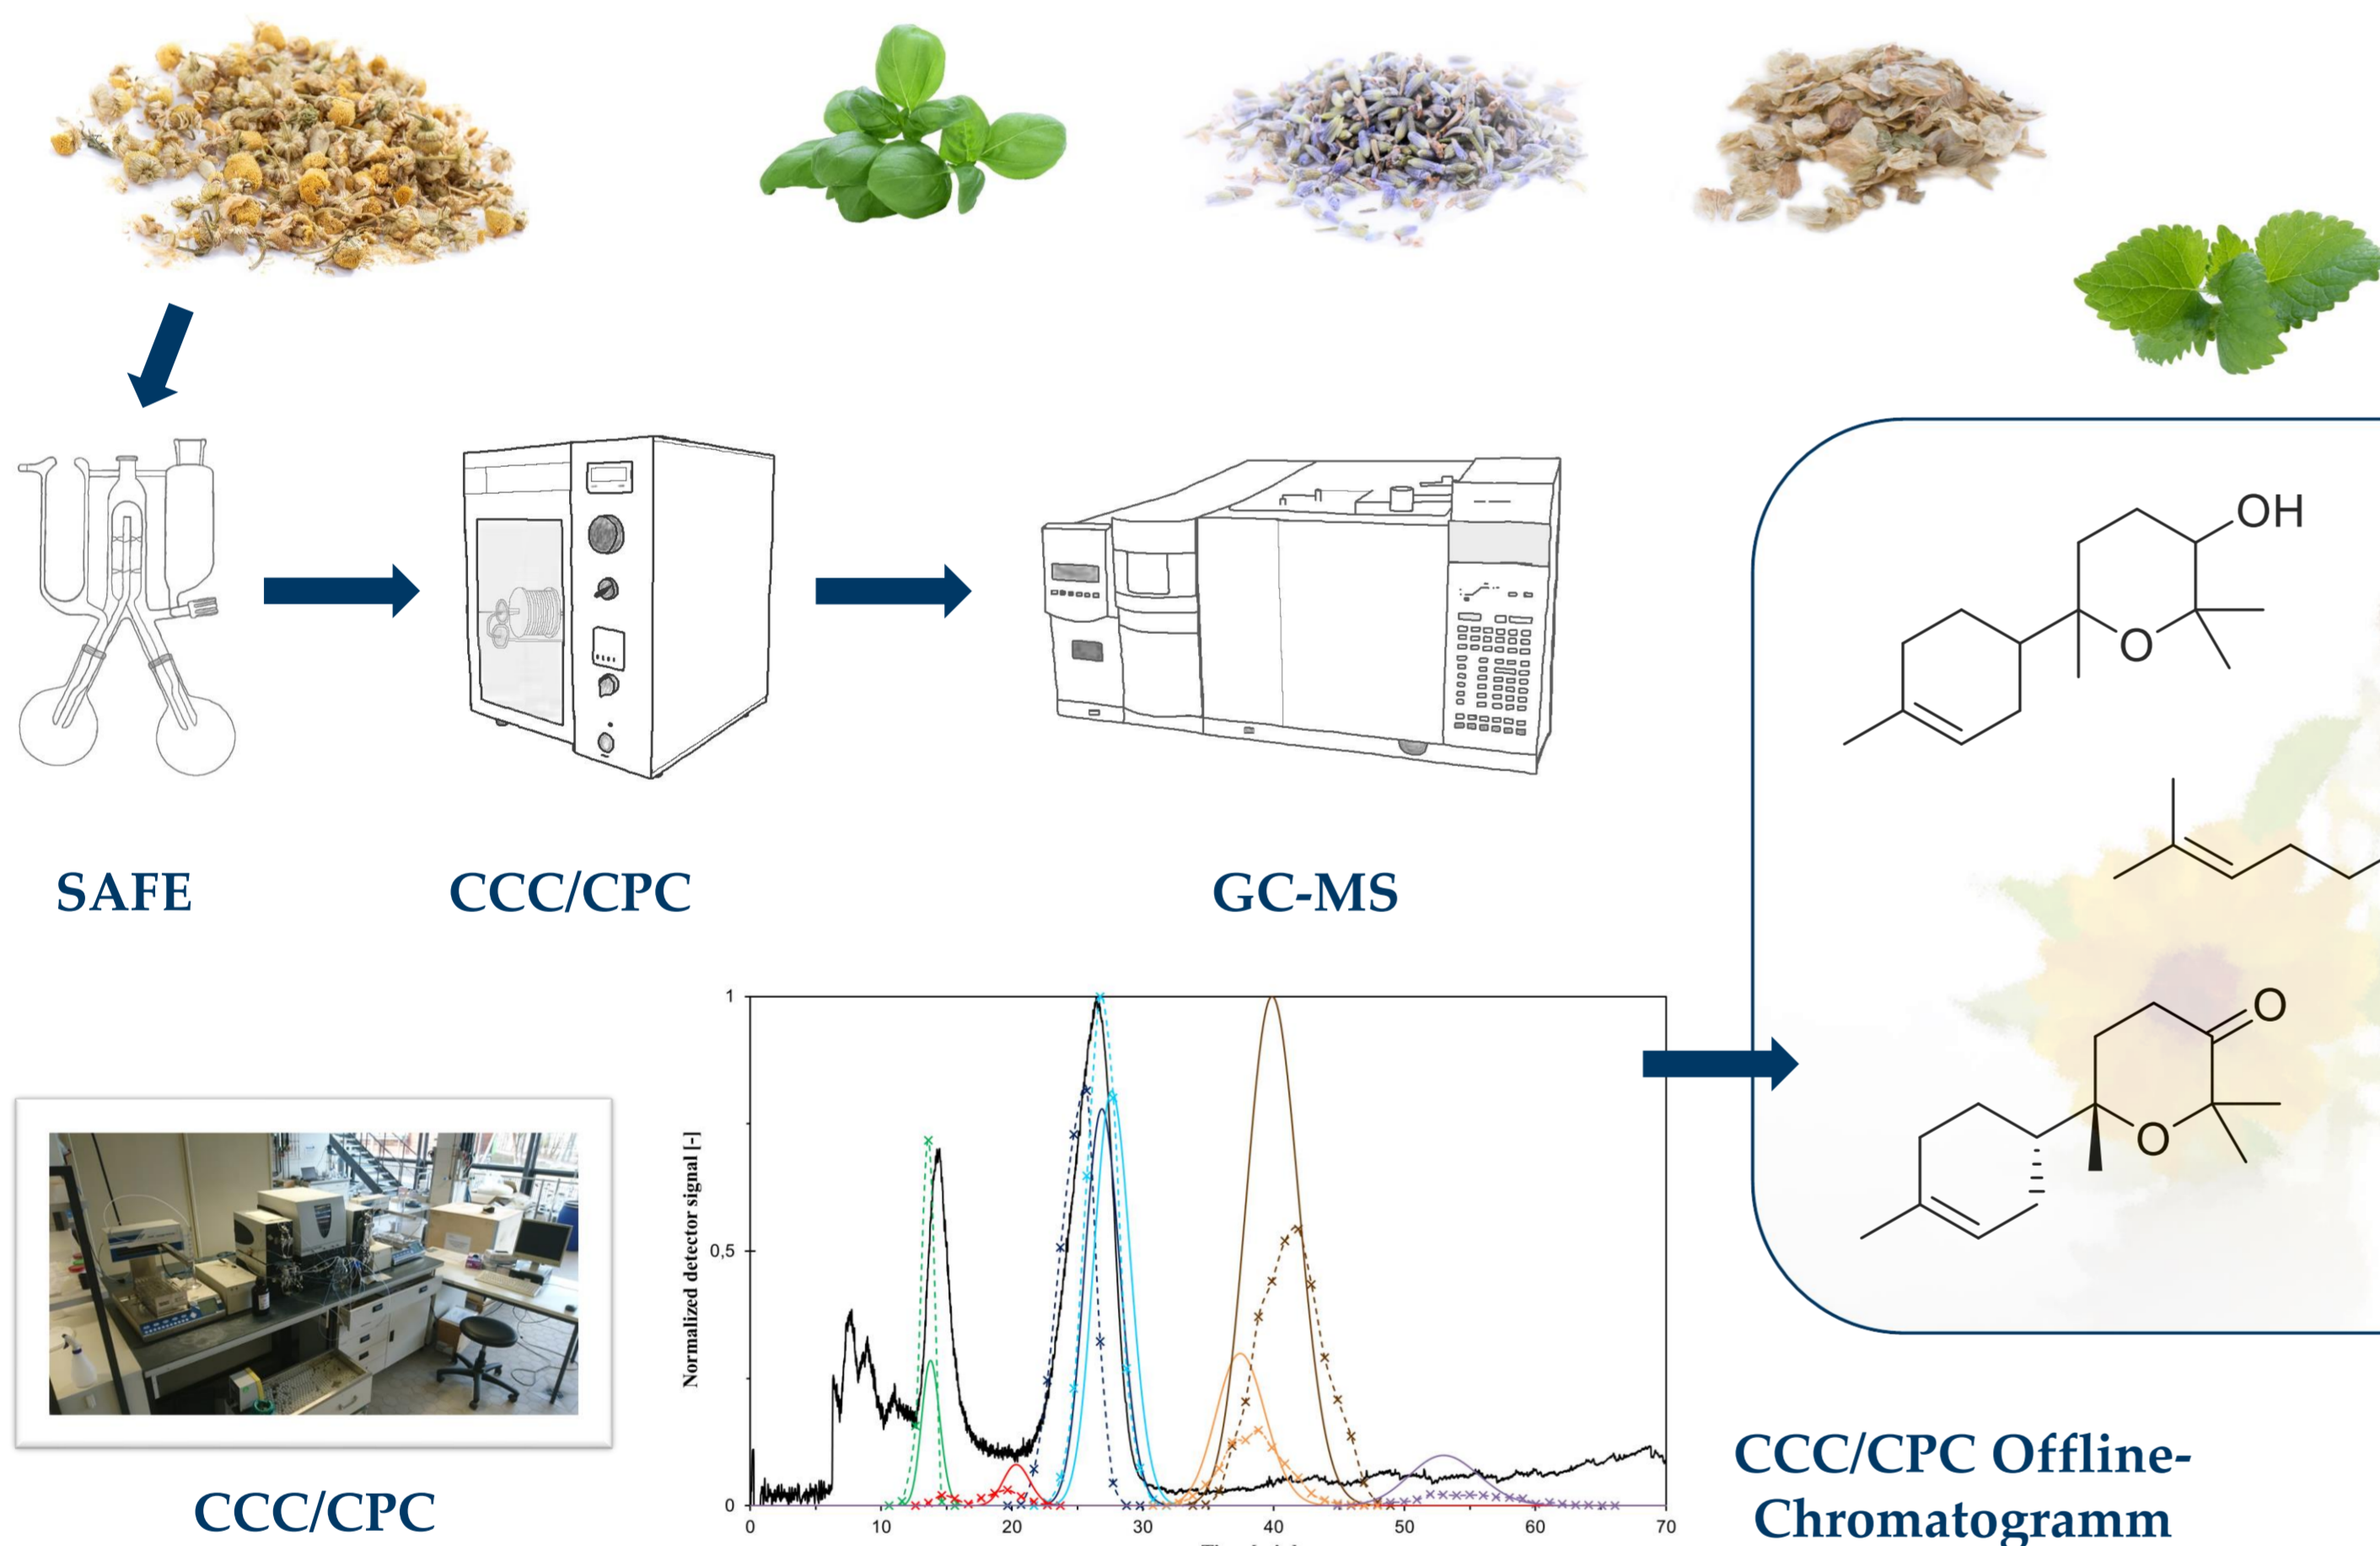 OH
O
SAFE
CCC/CPC
GC-MS
O
O
1
0,5
0
Normalized detector signal [-]
0 10 20 30 40 50 60 70
CCC/CPC
CCC/CPC Offline-
Chromatogramm